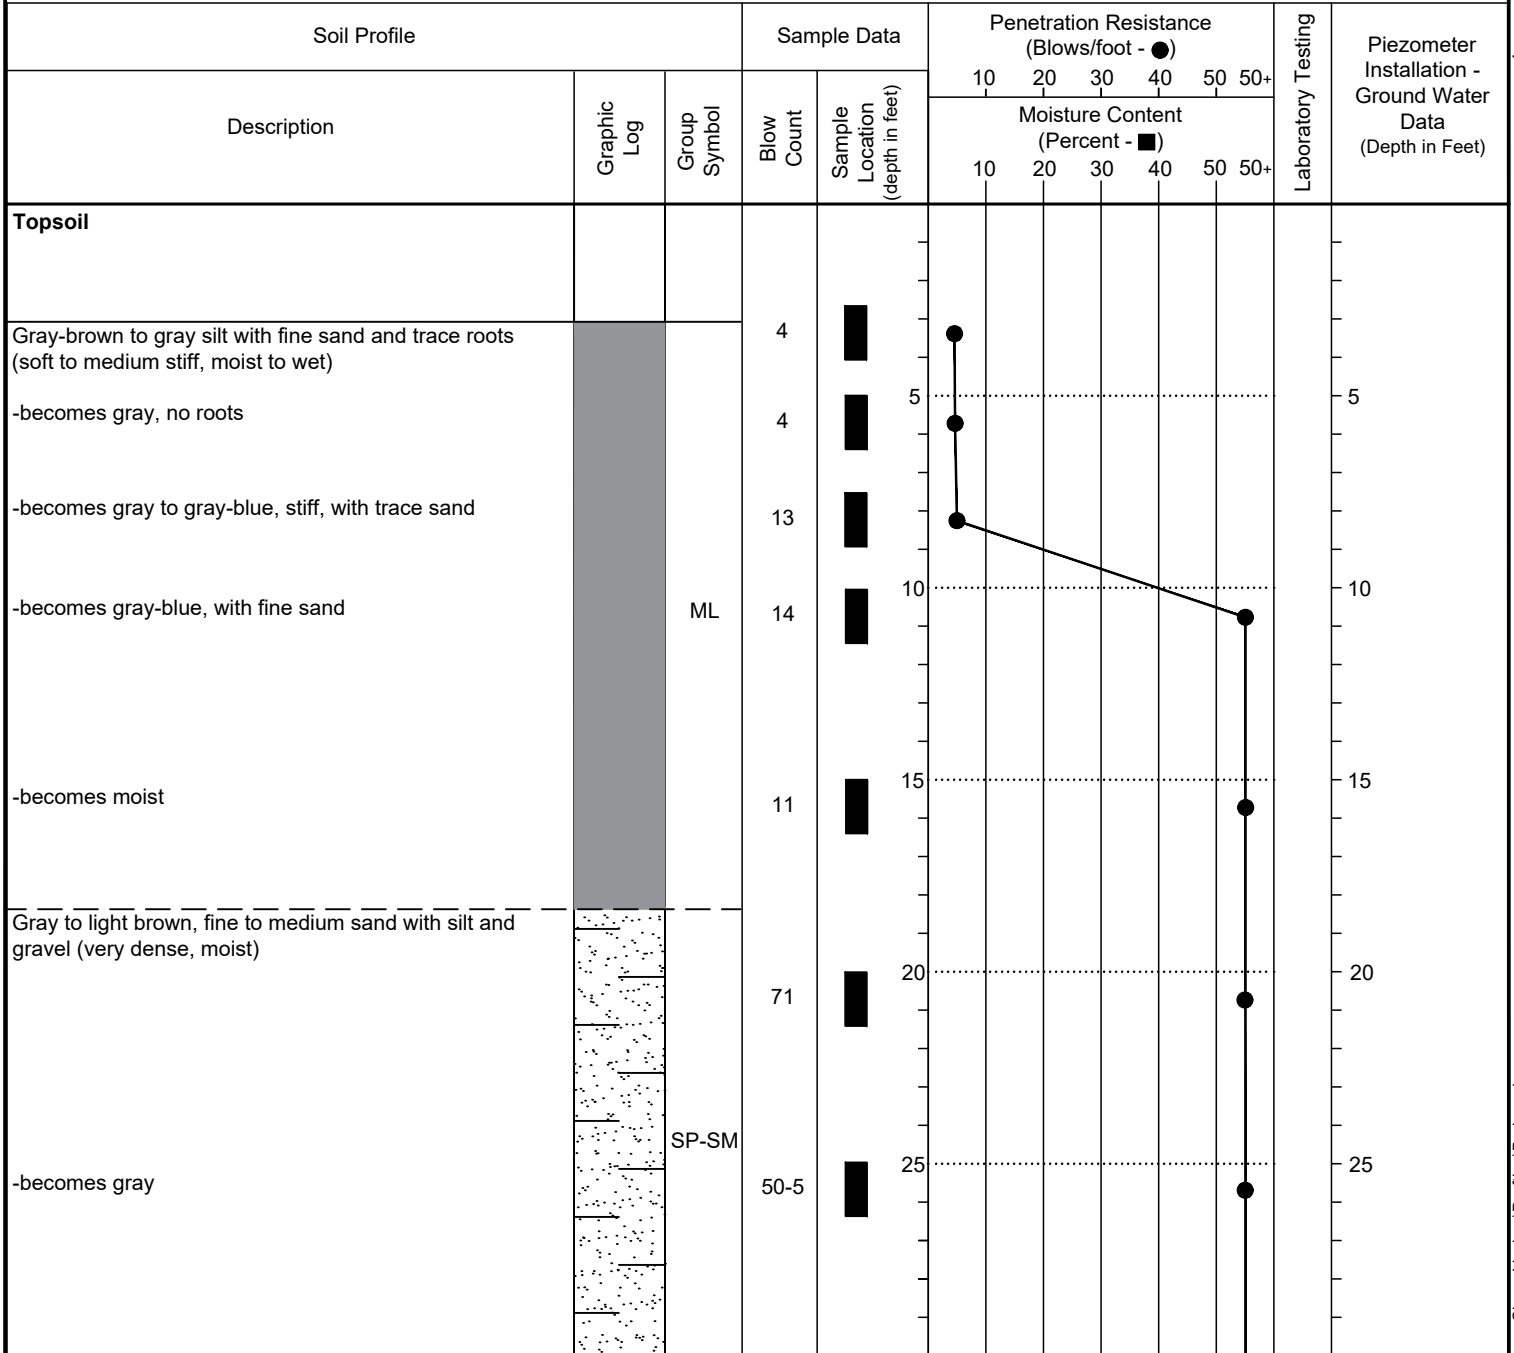 Soil Profile
Sample Data
Penetration Resistance
(Blows/foot - ●)
10 20 30 40 50 50+
Moisture Content
(Percent - ■)
10 20 30 40 50 50+
Laboratory Testing
Piezometer
Installation -
Ground Water
Data
(Depth in Feet)
Description
Graphic
Log
Group
Symbol
Blow
Count
Sample
Location
(depth in feet)
Topsoil
Gray-brown to gray silt with fine sand and trace roots
(soft to medium stiff, moist to wet)
4
5 5
-becomes gray, no roots
4
-becomes gray to gray-blue, stiff, with trace sand
13
10 10
-becomes gray-blue, with fine sand
ML
14
15 15
-becomes moist
11
Gray to light brown, fine to medium sand with silt and
gravel (very dense, moist)
20 20
71
SP-SM
25 25
-becomes gray
50-5